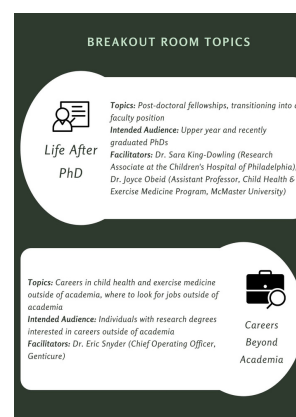 BREAKOUT ROOM TOPICS
Life After
PhD
Topics: Post-doctoral fellowships, transitioning into a
faculty position
Intended Audience: Upper year and recently
graduated PhDs
Facilitators: Dr. Sara King-Dowling (Research
Associate at the Children's Hospital of Philadelphia),
Dr. Joyce Obeid (Assistant Professor, Child Health &
Exercise Medicine Program, McMaster University)
Topics: Careers in child health and exercise medicine
outside of academia, where to look for jobs outside of
academia
Intended Audience: Individuals with research degrees
interested in careers outside of academia
Facilitators: Dr. Eric Snyder (Chief Operating Officer,
Genticure)
Careers
Beyond
Academia